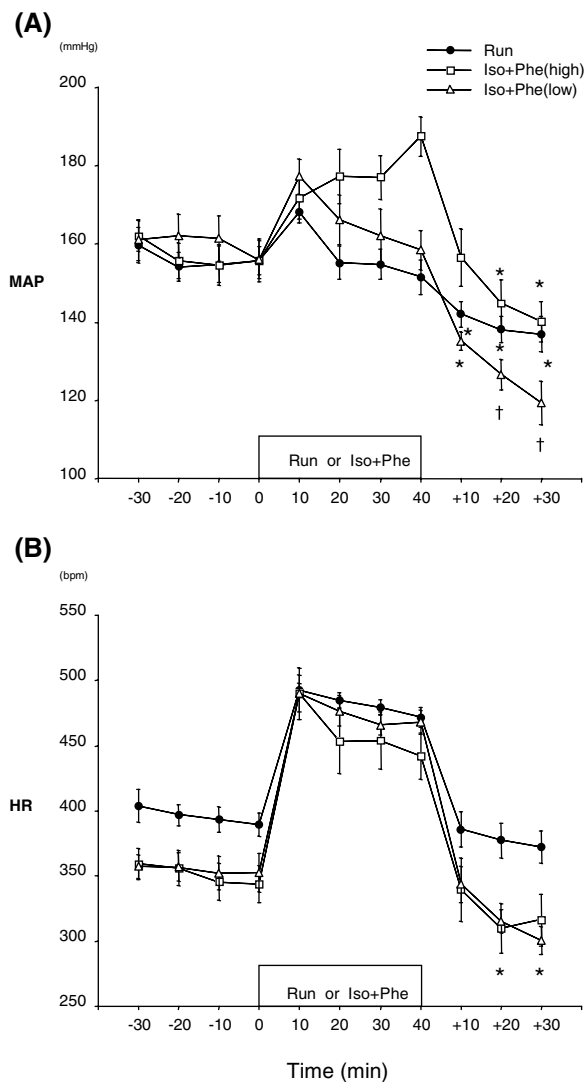 (A)
(mmHg)
Run
Iso+Phe(high)
Iso+Phe(low)
200
180
160
MAP
140
120
100
* *
*
* * *
† †
Run or Iso+Phe
-30 -20 -10 0 10 20 30 40 +10 +20 +30
(B)
(bpm)
550
500
450
HR
400
350
300
250
* *
Run or Iso+Phe
-30 -20 -10 0 10 20 30 40 +10 +20 +30
Time (min)